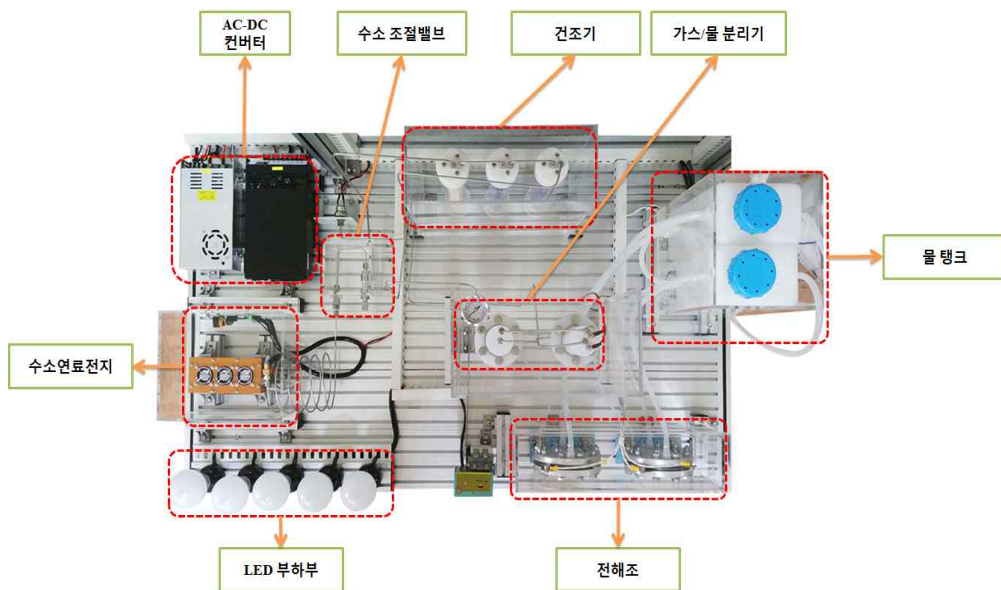 AC-DC
컨버터
수소 조절밸브
건조기
가스/물 분리기
물 탱크
수소연료전지
LED 부하부
전해조